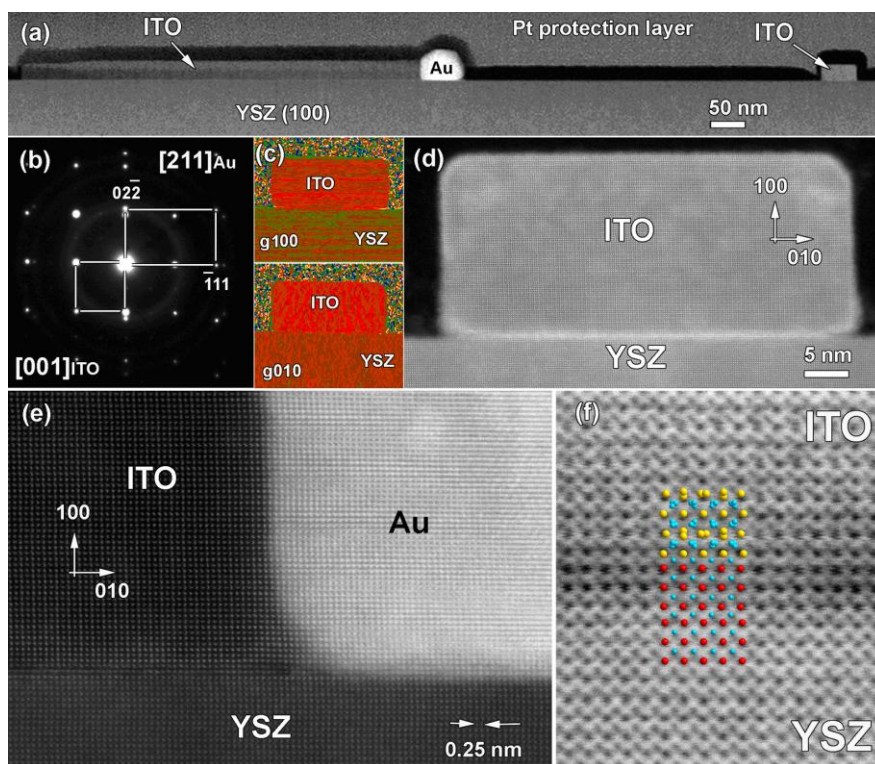 (a)
ITO
Pt protection layer
ITO
Au
YSZ (100)
50 nm
(b)
[211]Au
022̄
1̄11
[001]ITO
(c)
ITO
g100
YSZ
ITO
g010
YSZ
(d)
100
ITO
010
YSZ
5 nm
(e)
ITO
100
010
Au
YSZ
0.25 nm
(f)
ITO
YSZ